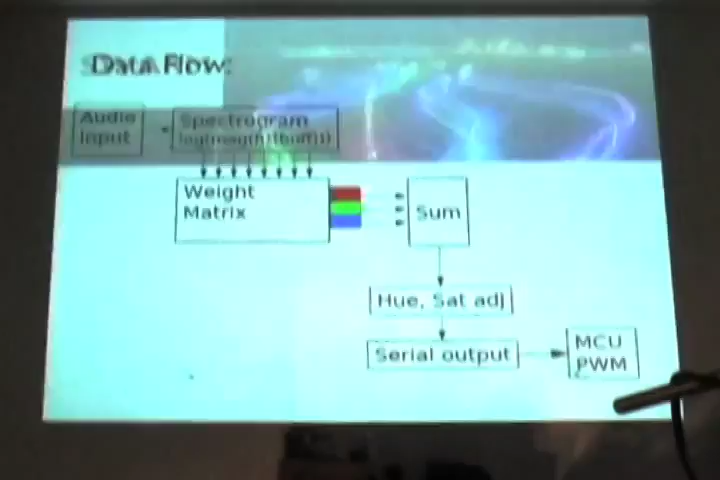 Data Flow:
Audio
Input
Spectrogram
Weight
Matrix
Sum
Hue, Sat adj
Serial output
MCU
PWM